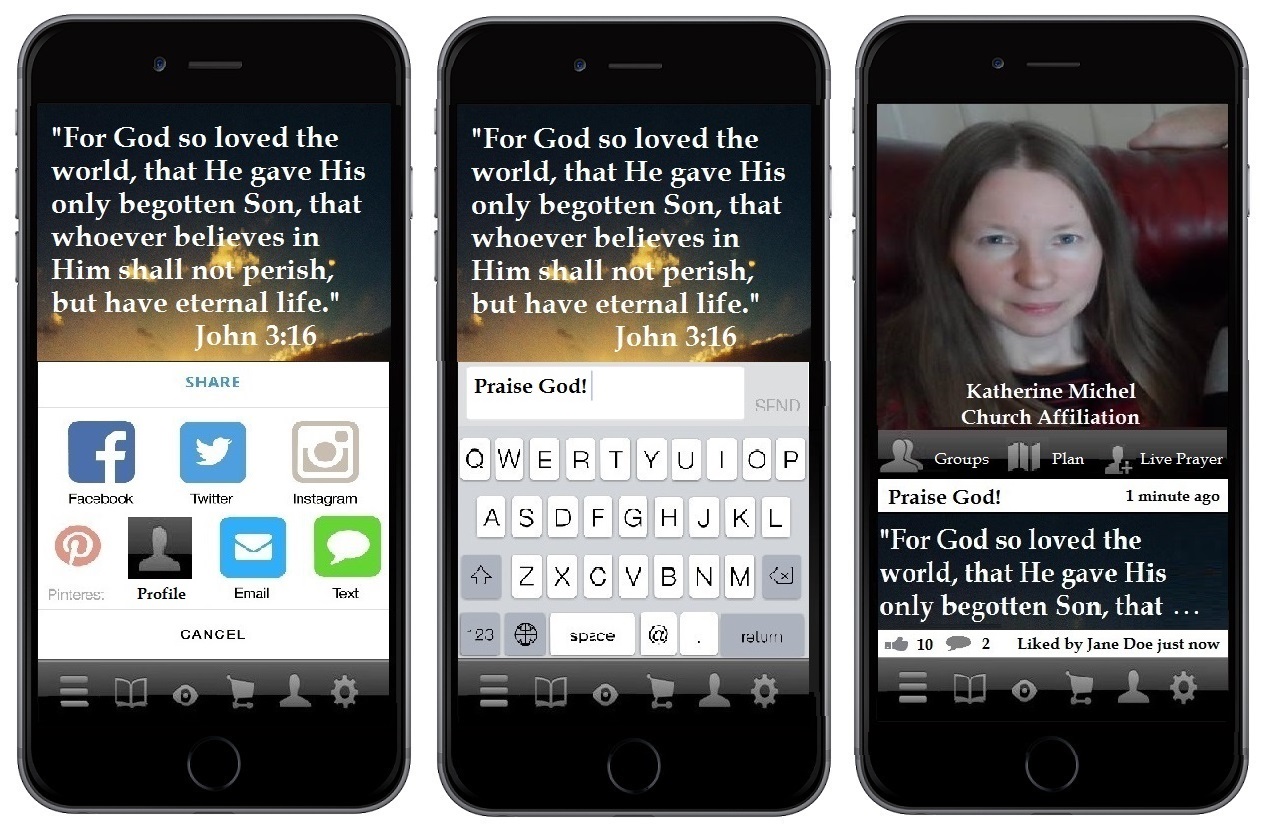 "For God so loved the
world, that He gave His
only begotten Son, that
whoever believes in
Him shall not perish,
but have eternal life."
John 3:16
SHARE
Facebook Twitter Instagram
Pinterest Profile Email Text
CANCEL
"For God so loved the
world, that He gave His
only begotten Son, that
whoever believes in
Him shall not perish,
but have eternal life."
John 3:16
Praise God!
SEND
Q W E R T Y U I O P
A S D F G H J K L
Z X C V B N M
123 space @ . return
Katherine Michel
Church Affiliation
Groups Plan Live Prayer
Praise God! 1 minute ago
"For God so loved the
world, that He gave His
only begotten Son, that ...
10 2 Liked by Jane Doe just now